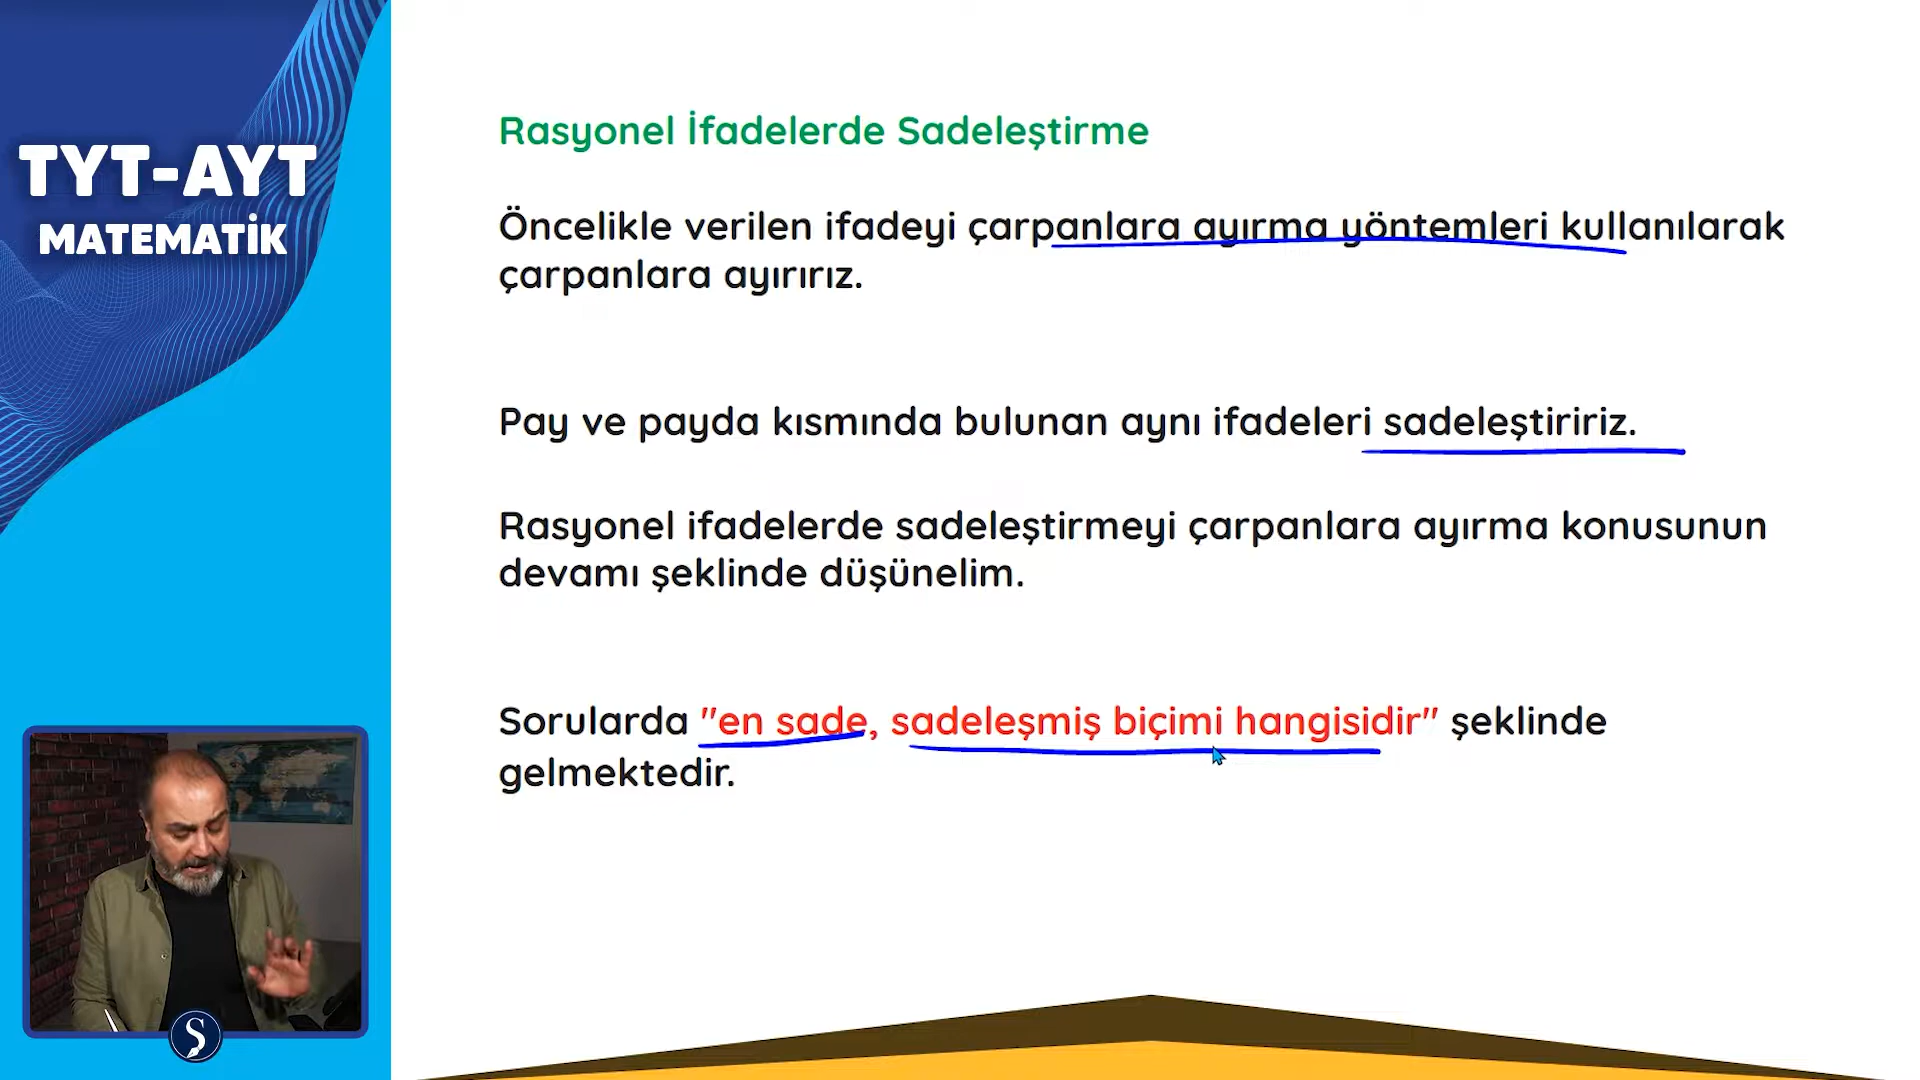 TYT-AYT
MATEMATİK
Rasyonel İfadelerde Sadeleştirme
Öncelikle verilen ifadeyi çarpanlara ayırma yöntemleri kullanılarak
çarpanlara ayırırız.
Pay ve payda kısmında bulunan aynı ifadeleri sadeleştiririz.
Rasyonel ifadelerde sadeleştirmeyi çarpanlara ayırma konusunun
devamı şeklinde düşünelim.
Sorularda "en sade, sadeleşmiş biçimi hangisidir" şeklinde
gelmektedir.
Ş